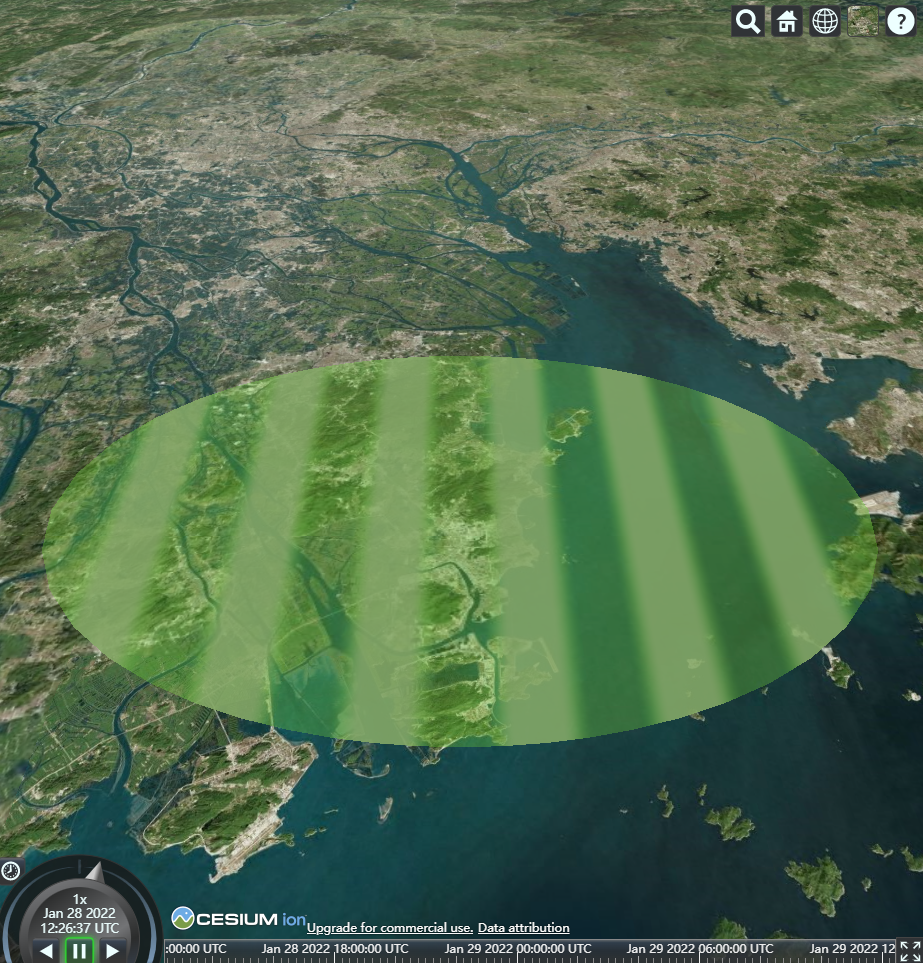 ?
1x
Jan 28 2022
12:26:37 UTC
CESIUM ion
Upgrade for commercial use. Data attribution
:00:00 UTC Jan 28 2022 18:00:00 UTC Jan 29 2022 00:00:00 UTC Jan 29 2022 06:00:00 UTC Jan 29 2022 12